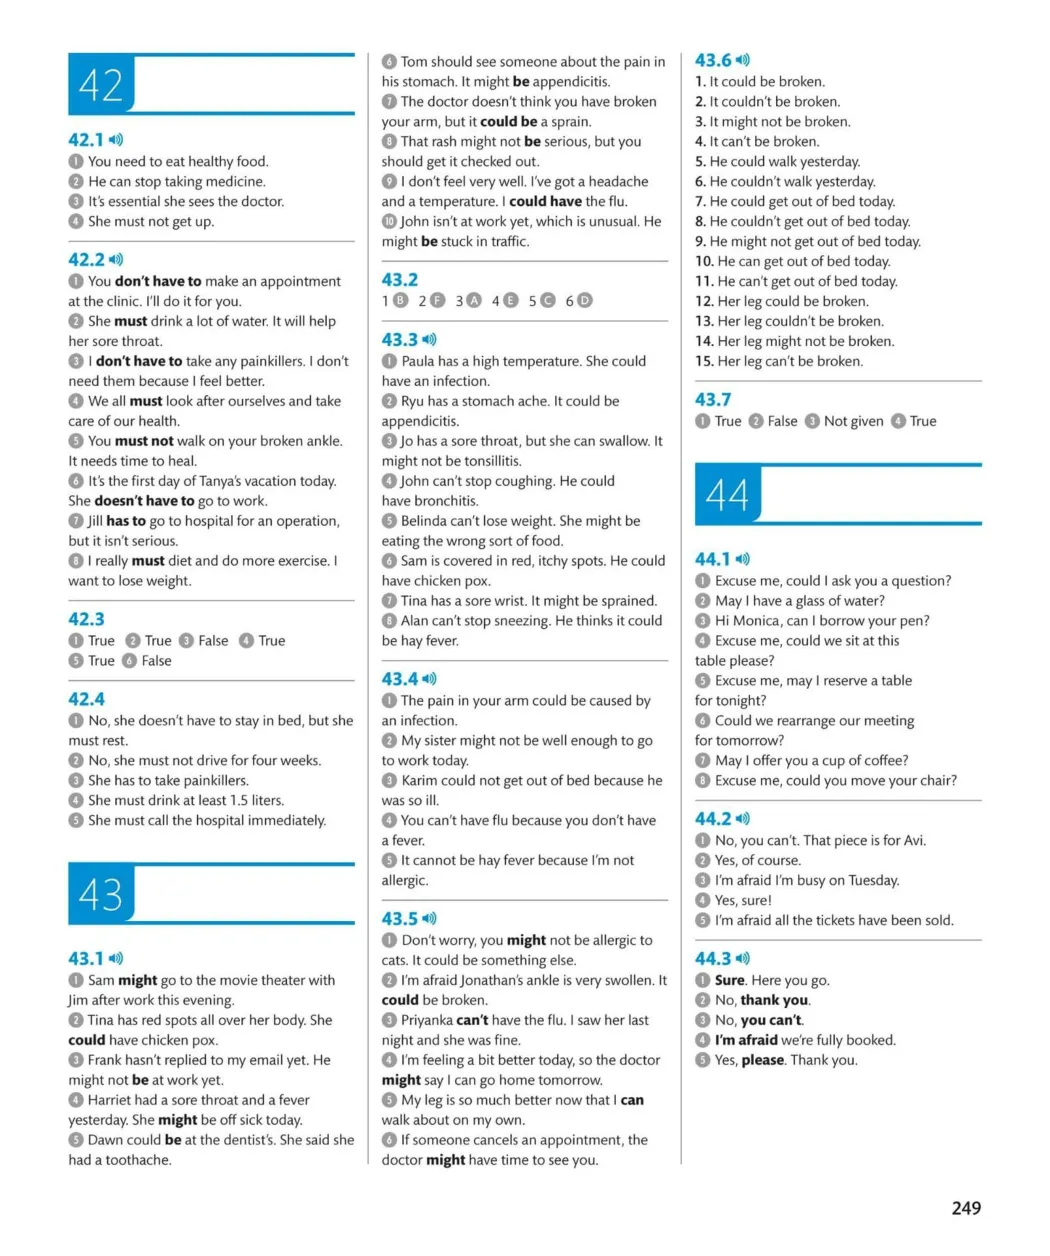 42
42.1
1 You need to eat healthy food.
2 He can stop taking medicine.
3 It's essential she sees the doctor.
4 She must not get up.
42.2
1 You don't have to make an appointment
at the clinic. I'll do it for you.
2 She must drink a lot of water. It will help
her sore throat.
3 I don't have to take any painkillers. I don't
need them because I feel better.
4 We all must look after ourselves and take
care of our health.
5 You must not walk on your broken ankle.
It needs time to heal.
6 It's the first day of Tanya's vacation today.
She doesn't have to go to work.
7 Jill has to go to hospital for an operation,
but it isn't serious.
8 I really must diet and do more exercise. I
want to lose weight.
42.3
1 True 2 True 3 False 4 True
5 True 6 False
42.4
1 No, she doesn't have to stay in bed, but she
must rest.
2 No, she must not drive for four weeks.
3 She has to take painkillers.
4 She must drink at least 1.5 liters.
5 She must call the hospital immediately.
43
43.1
1 Sam might go to the movie theater with
Jim after work this evening.
2 Tina has red spots all over her body. She
could have chicken pox.
3 Frank hasn't replied to my email yet. He
might not be at work yet.
4 Harriet had a sore throat and a fever
yesterday. She might be off sick today.
5 Dawn could be at the dentist's. She said she
had a toothache.
6 Tom should see someone about the pain in
his stomach. It might be appendicitis.
7 The doctor doesn't think you have broken
your arm, but it could be a sprain.
8 That rash might not be serious, but you
should get it checked out.
9 I don't feel very well. I've got a headache
and a temperature. I could have the flu.
10 John isn't at work yet, which is unusual. He
might be stuck in traffic.
43.2
1 B 2 F 3 A 4 E 5 C 6 D
43.3
1 Paula has a high temperature. She could
have an infection.
2 Ryu has a stomach ache. It could be
appendicitis.
3 Jo has a sore throat, but she can swallow. It
might not be tonsillitis.
4 John can't stop coughing. He could
have bronchitis.
5 Belinda can't lose weight. She might be
eating the wrong sort of food.
6 Sam is covered in red, itchy spots. He could
have chicken pox.
7 Tina has a sore wrist. It might be sprained.
8 Alan can't stop sneezing. He thinks it could
be hay fever.
43.4
1 The pain in your arm could be caused by
an infection.
2 My sister might not be well enough to go
to work today.
3 Karim could not get out of bed because he
was so ill.
4 You can't have flu because you don't have
a fever.
5 It cannot be hay fever because I'm not
allergic.
43.5
1 Don't worry, you might not be allergic to
cats. It could be something else.
2 I'm afraid Jonathan's ankle is very swollen. It
could be broken.
3 Priyanka can't have the flu. I saw her last
night and she was fine.
4 I'm feeling a bit better today, so the doctor
might say I can go home tomorrow.
5 My leg is so much better now that I can
walk about on my own.
6 If someone cancels an appointment, the
doctor might have time to see you.
43.6
1. It could be broken.
2. It couldn't be broken.
3. It might not be broken.
4. It can't be broken.
5. He could walk yesterday.
6. He couldn't walk yesterday.
7. He could get out of bed today.
8. He couldn't get out of bed today.
9. He might not get out of bed today.
10. He can get out of bed today.
11. He can't get out of bed today.
12. Her leg could be broken.
13. Her leg couldn't be broken.
14. Her leg might not be broken.
15. Her leg can't be broken.
43.7
1 True 2 False 3 Not given 4 True
44
44.1
1 Excuse me, could I ask you a question?
2 May I have a glass of water?
3 Hi Monica, can I borrow your pen?
4 Excuse me, could we sit at this
table please?
5 Excuse me, may I reserve a table
for tonight?
6 Could we rearrange our meeting
for tomorrow?
7 May I offer you a cup of coffee?
8 Excuse me, could you move your chair?
44.2
1 No, you can't. That piece is for Avi.
2 Yes, of course.
3 I'm afraid I'm busy on Tuesday.
4 Yes, sure!
5 I'm afraid all the tickets have been sold.
44.3
1 Sure. Here you go.
2 No, thank you.
3 No, you can't.
4 I'm afraid we're fully booked.
5 Yes, please. Thank you.
249